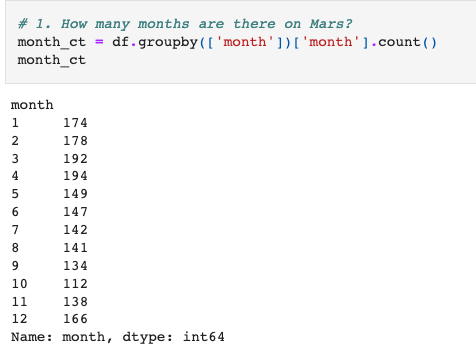 # 1. How many months are there on Mars?
month_ct = df.groupby(['month'])['month'].count()
month_ct
month
1 174
2 178
3 192
4 194
5 149
6 147
7 142
8 141
9 134
10 112
11 138
12 166
Name: month, dtype: int64